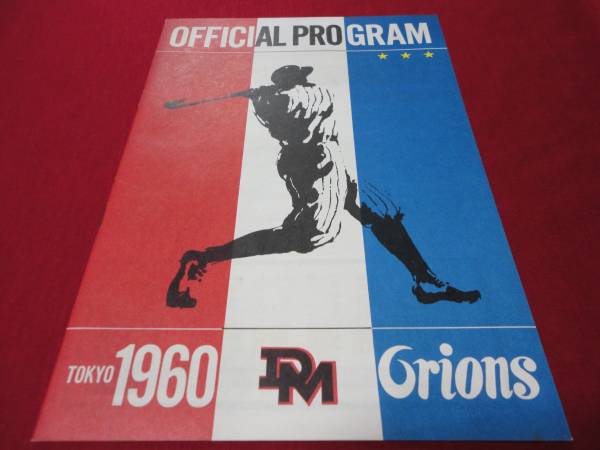 OFFICIAL PROGRAM
TOKYO 1960 DM Orions